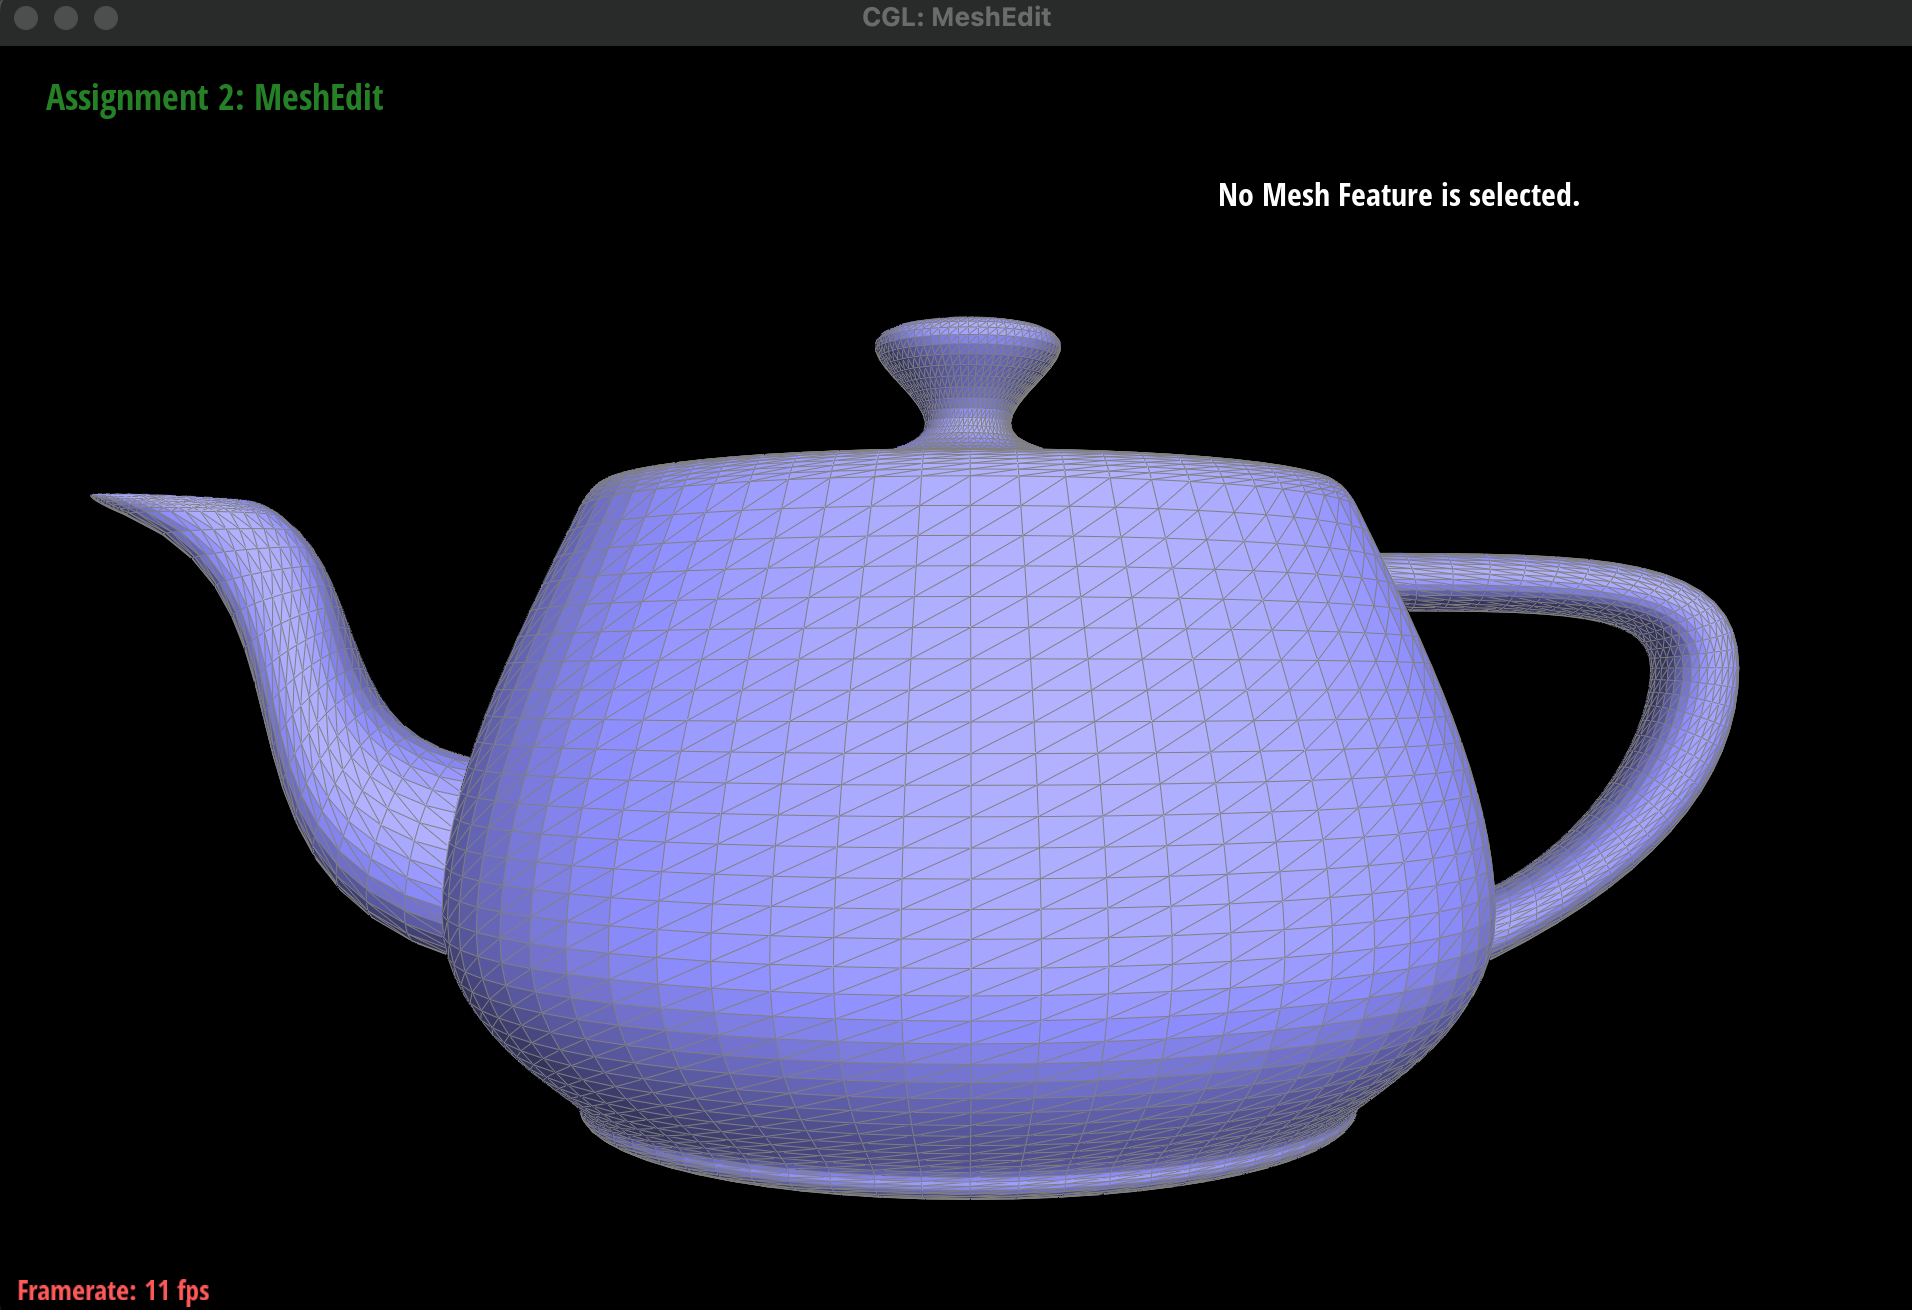 CGL: MeshEdit
Assignment 2: MeshEdit
No Mesh Feature is selected.
Framerate: 11 fps